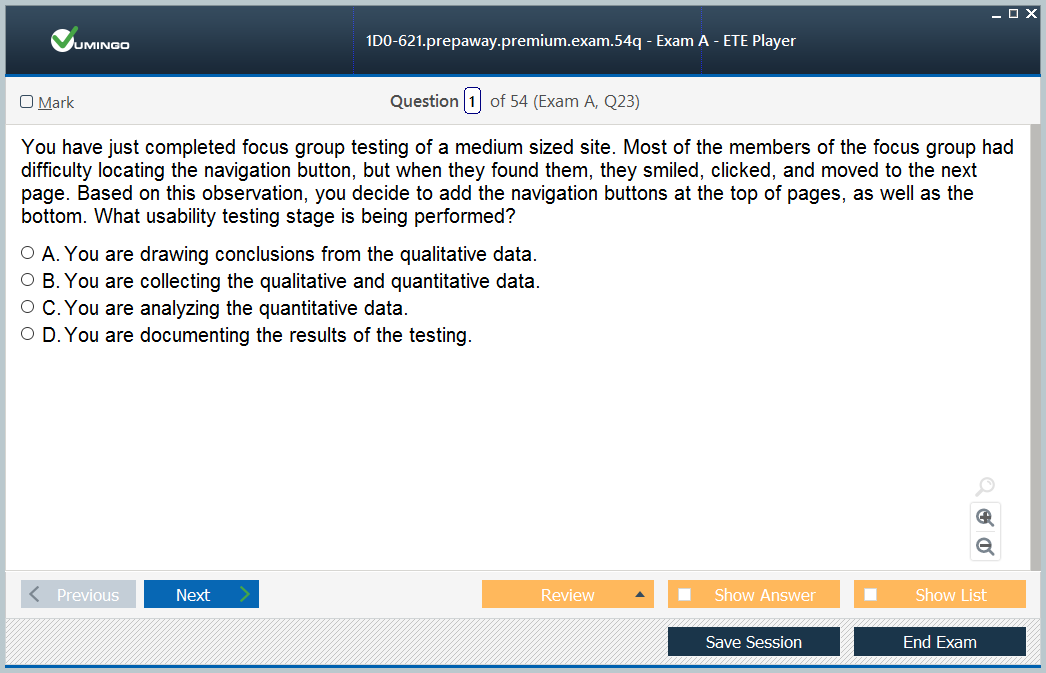 VUMINGO
1D0-621.prepaway.premium.exam.54q - Exam A - ETE Player
Mark
Question 1 of 54 (Exam A, Q23)
You have just completed focus group testing of a medium sized site. Most of the members of the focus group had
difficulty locating the navigation button, but when they found them, they smiled, clicked, and moved to the next
page. Based on this observation, you decide to add the navigation buttons at the top of pages, as well as the
bottom. What usability testing stage is being performed?
A. You are drawing conclusions from the qualitative data.
B. You are collecting the qualitative and quantitative data.
C. You are analyzing the quantitative data.
D. You are documenting the results of the testing.
Previous
Next
Review
Show Answer
Show List
Save Session
End Exam